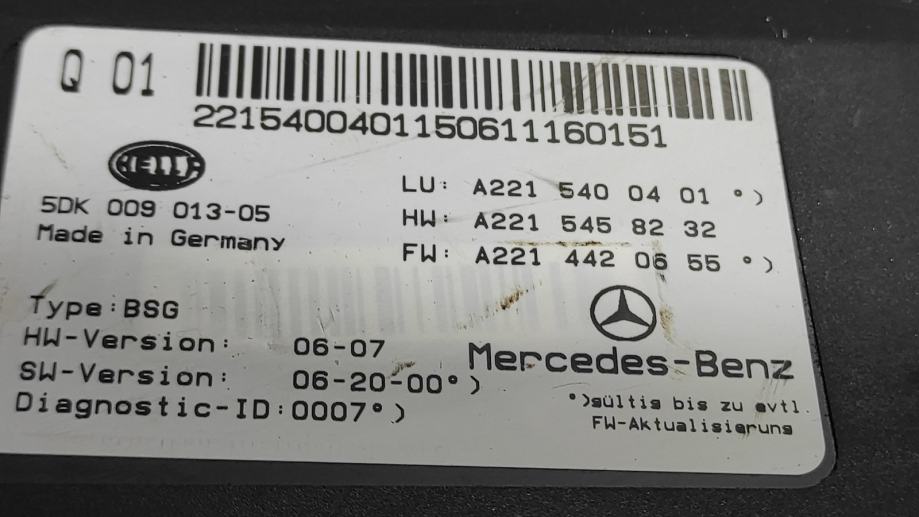 Q 01
2215400401150611160151
HELLA
5DK 009 013-05
Made in Germany
LU: A221 540 04 01 °)
HW: A221 545 82 32
FW: A221 442 06 55 °)
Type:BSG
HW-Version: 06-07
SW-Version: 06-20-00°)
Diagnostic-ID:0007°)
Mercedes-Benz
°)gültig bis zu evtl.
FW-Aktualisierung